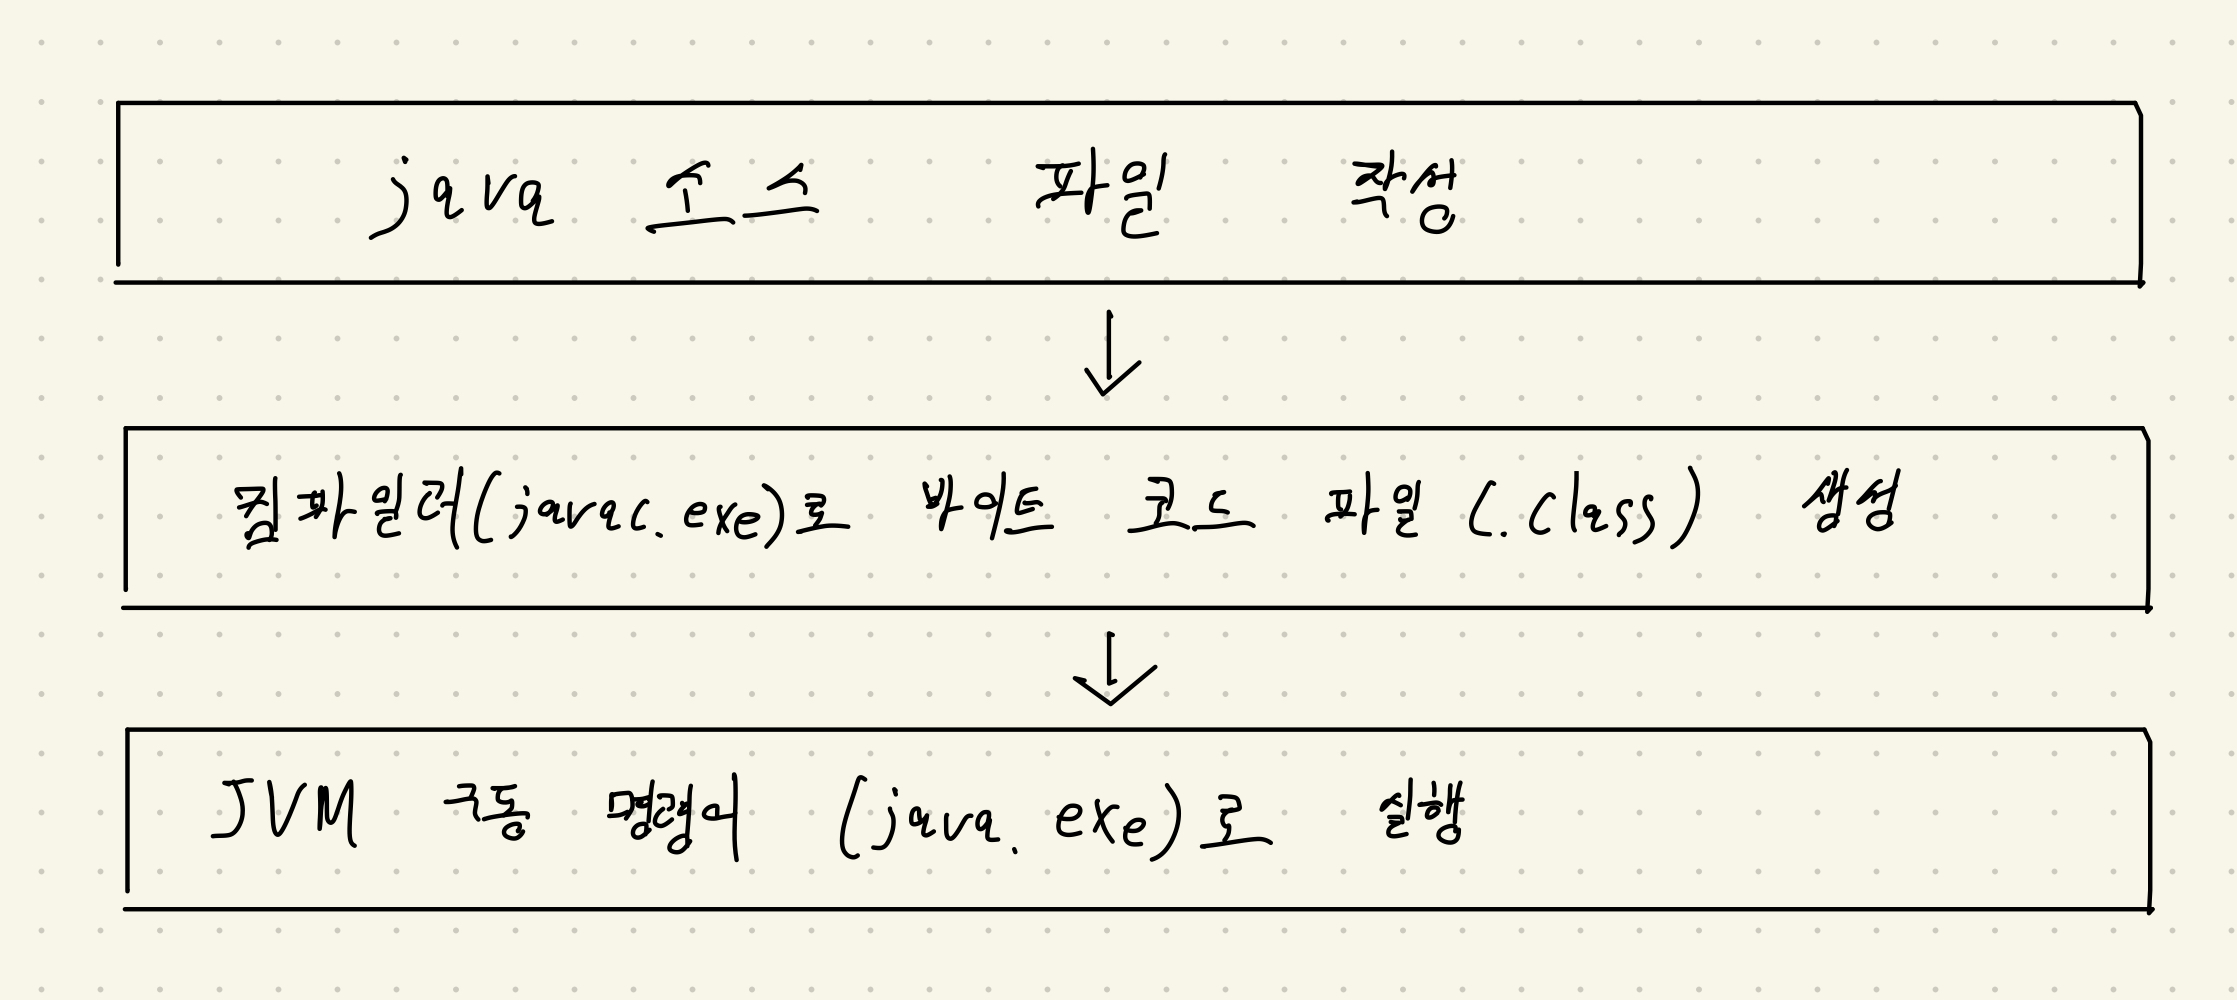 java 소스 파일 작성
컴파일러(javac.exe)로 바이트 코드 파일 (.class) 생성
JVM 구동 명령어 (java.exe)로 실행